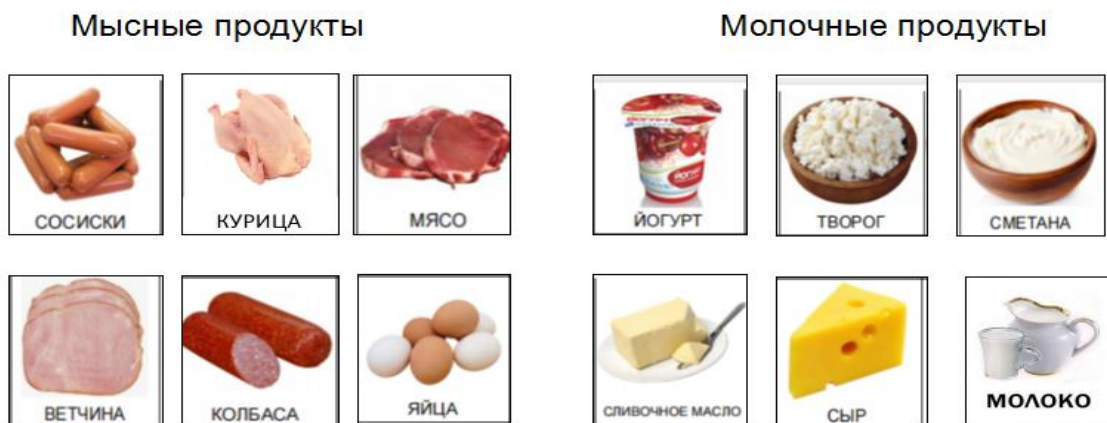 Мысные продукты
Молочные продукты
СОСИСКИ
КУРИЦА
МЯСО
ЙОГУРТ
ТВОРОГ
СМЕТАНА
ВЕТЧИНА
КОЛБАСА
ЯЙЦА
СЛИВОЧНОЕ МАСЛО
СЫР
МОЛОКО